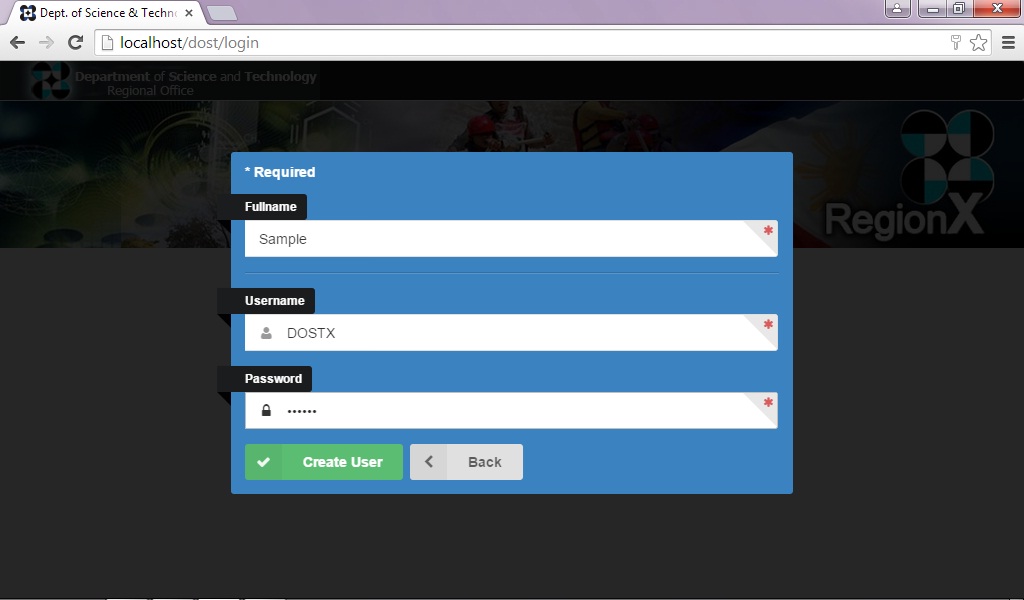 Dept. of Science & Techn
localhost/dost/login
Department of Science and Technology
Regional Office
RegionX
* Required
Fullname
Sample
*
Username
DOSTX
*
Password
••••••
*
Create User
Back